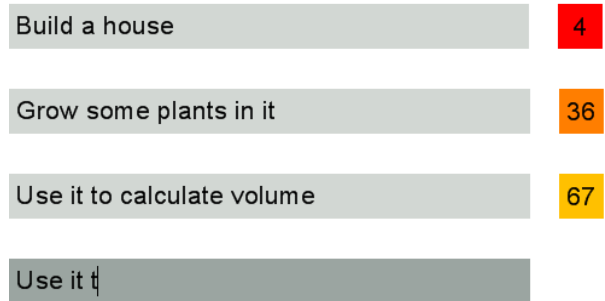 Build a house 4
Grow some plants in it 36
Use it to calculate volume 67
Use it t